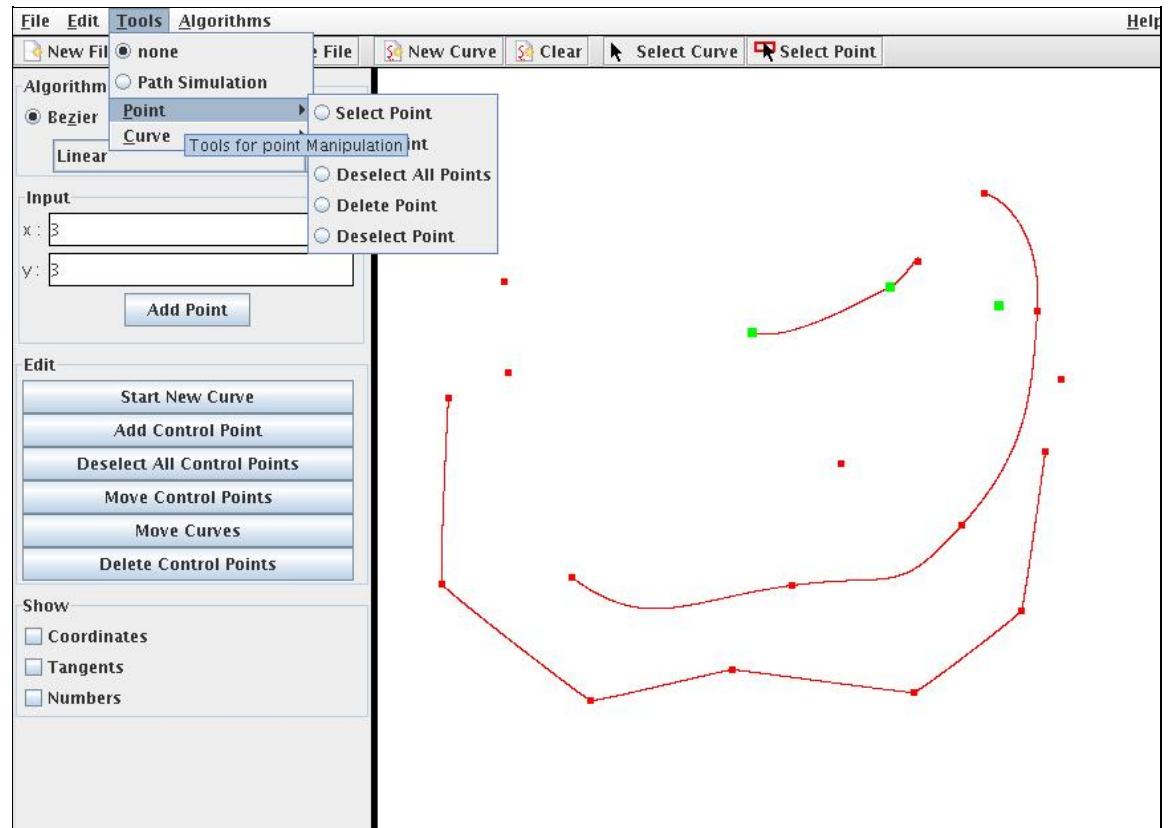 File Edit Tools Algorithms Help
New Fil e File New Curve Clear Select Curve Select Point
none
Path Simulation
Algorithm
Point
Select Point
Bezier
Curve
Tools for point Manipulation
int
Linear
Deselect All Points
Input
Delete Point
x: 3
Deselect Point
y: 3
Add Point
Edit
Start New Curve
Add Control Point
Deselect All Control Points
Move Control Points
Move Curves
Delete Control Points
Show
Coordinates
Tangents
Numbers